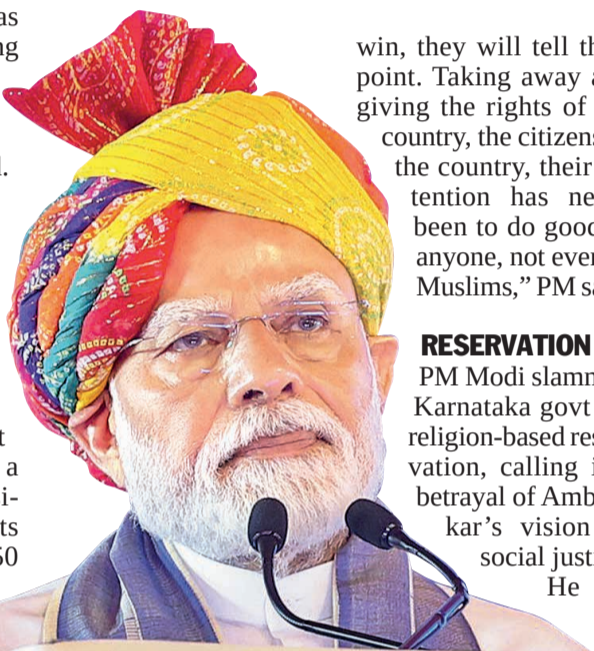 as
ng
l.
t
a
i-
ts
50
win, they will tell th
point. Taking away a
giving the rights of
country, the citizens
the country, their
tention has ne
been to do good
anyone, not ever
Muslims,” PM sa
RESERVATION
PM Modi slamm
Karnataka govt
religion-based res
vation, calling i
betrayal of Amb
kar’s vision
social justi
He